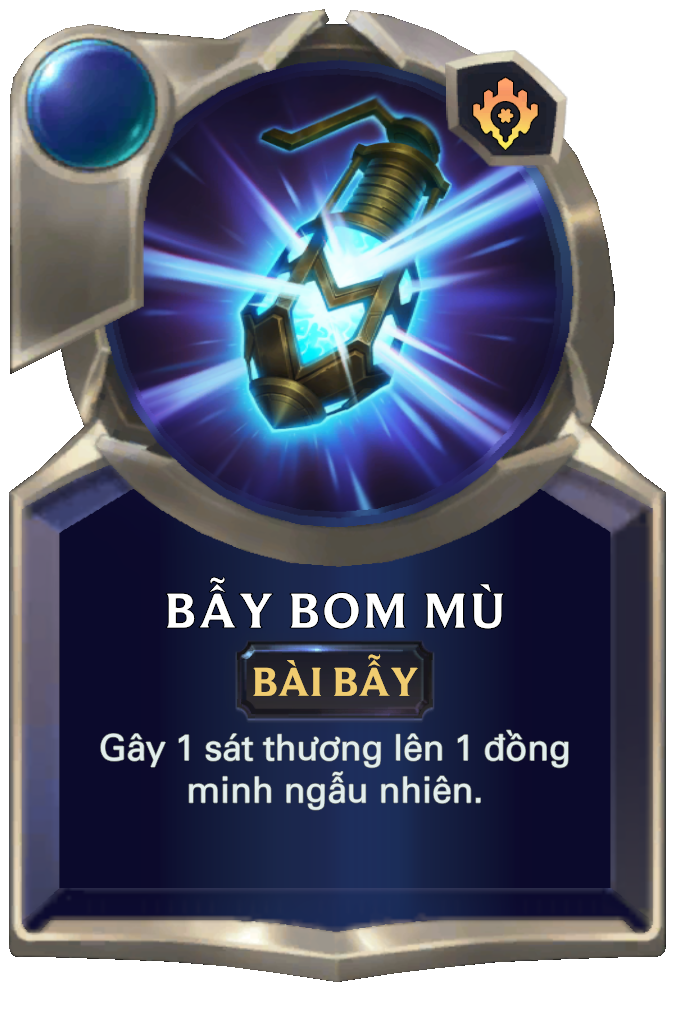 BẪY BOM MÙ
BÀI BẪY
Gây 1 sát thương lên 1 đồng
minh ngẫu nhiên.